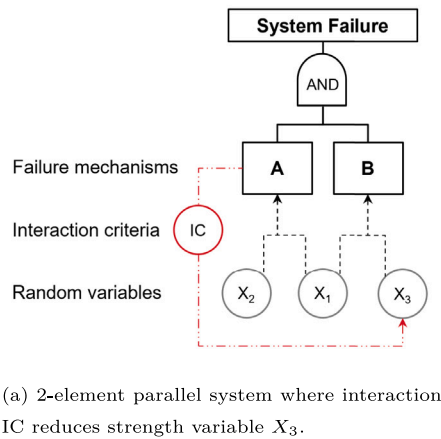 System Failure
AND
Failure mechanisms
A
B
Interaction criteria
IC
Random variables
X₂
X₁
X₃
(a) 2-element parallel system where interaction
IC reduces strength variable X₃.